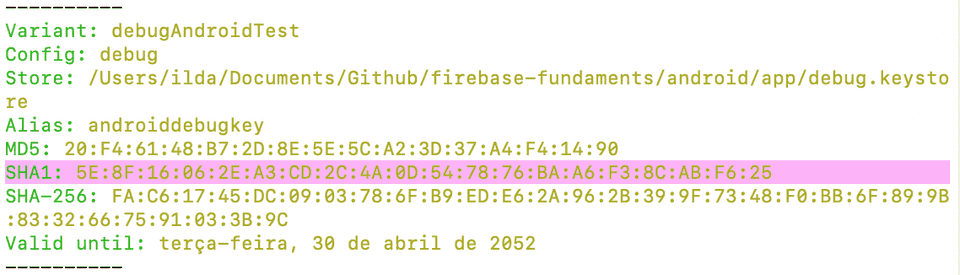 ----------
Variant: debugAndroidTest
Config: debug
Store: /Users/ilda/Documents/Github/firebase-fundaments/android/app/debug.keysto
re
Alias: androiddebugkey
MD5: 20:F4:61:48:B7:2D:8E:5E:5C:A2:3D:37:A4:F4:14:90
SHA1: 5E:8F:16:06:2E:A3:CD:2C:4A:0D:54:78:76:BA:A6:F3:8C:AB:F6:25
SHA-256: FA:C6:17:45:DC:09:03:78:6F:B9:ED:E6:2A:96:2B:39:9F:73:48:F0:BB:6F:89:9B
:83:32:66:75:91:03:3B:9C
Valid until: terça-feira, 30 de abril de 2052
----------